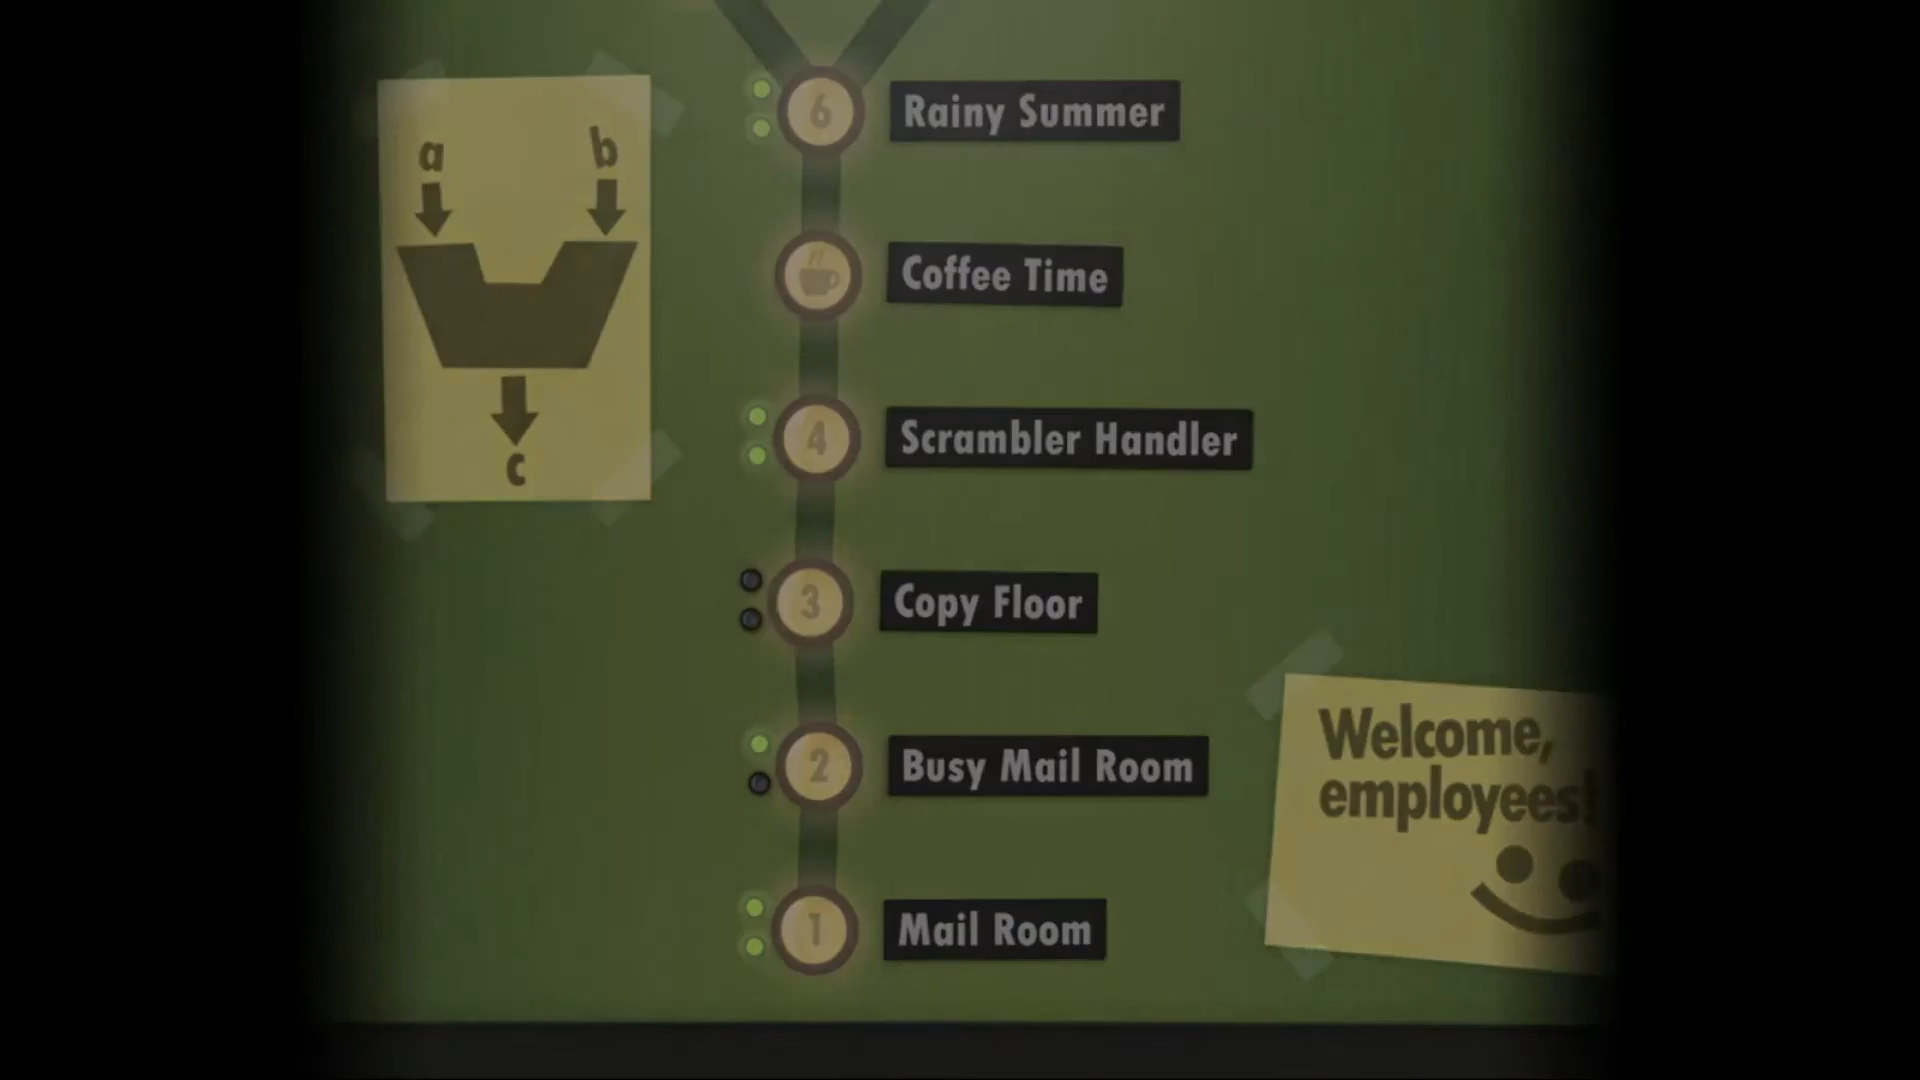 a b
c
6 Rainy Summer
Coffee Time
4 Scrambler Handler
3 Copy Floor
2 Busy Mail Room
1 Mail Room
Welcome,
employees!